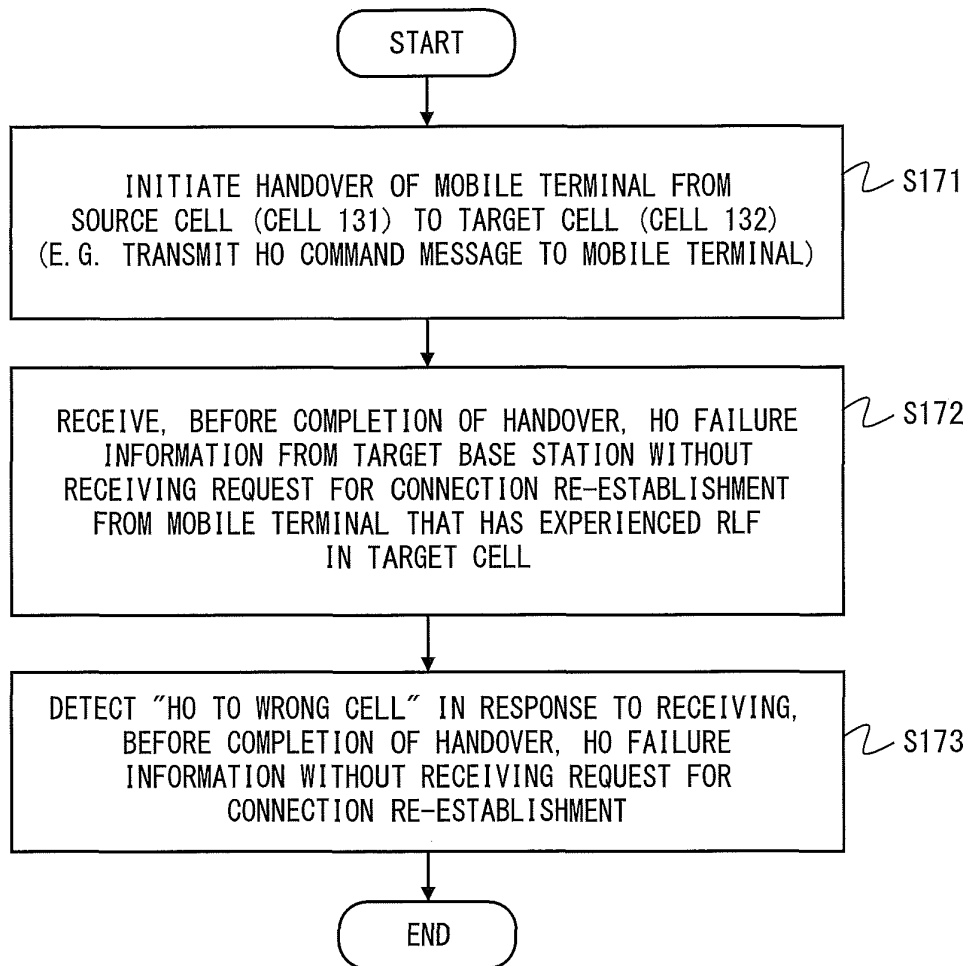 START
INITIATE HANDOVER OF MOBILE TERMINAL FROM
SOURCE CELL (CELL 131) TO TARGET CELL (CELL 132)
(E.G. TRANSMIT HO COMMAND MESSAGE TO MOBILE TERMINAL)
S171
RECEIVE, BEFORE COMPLETION OF HANDOVER, HO FAILURE
INFORMATION FROM TARGET BASE STATION WITHOUT
RECEIVING REQUEST FOR CONNECTION RE-ESTABLISHMENT
FROM MOBILE TERMINAL THAT HAS EXPERIENCED RLF
IN TARGET CELL
S172
DETECT "HO TO WRONG CELL" IN RESPONSE TO RECEIVING,
BEFORE COMPLETION OF HANDOVER, HO FAILURE
INFORMATION WITHOUT RECEIVING REQUEST FOR
CONNECTION RE-ESTABLISHMENT
S173
END